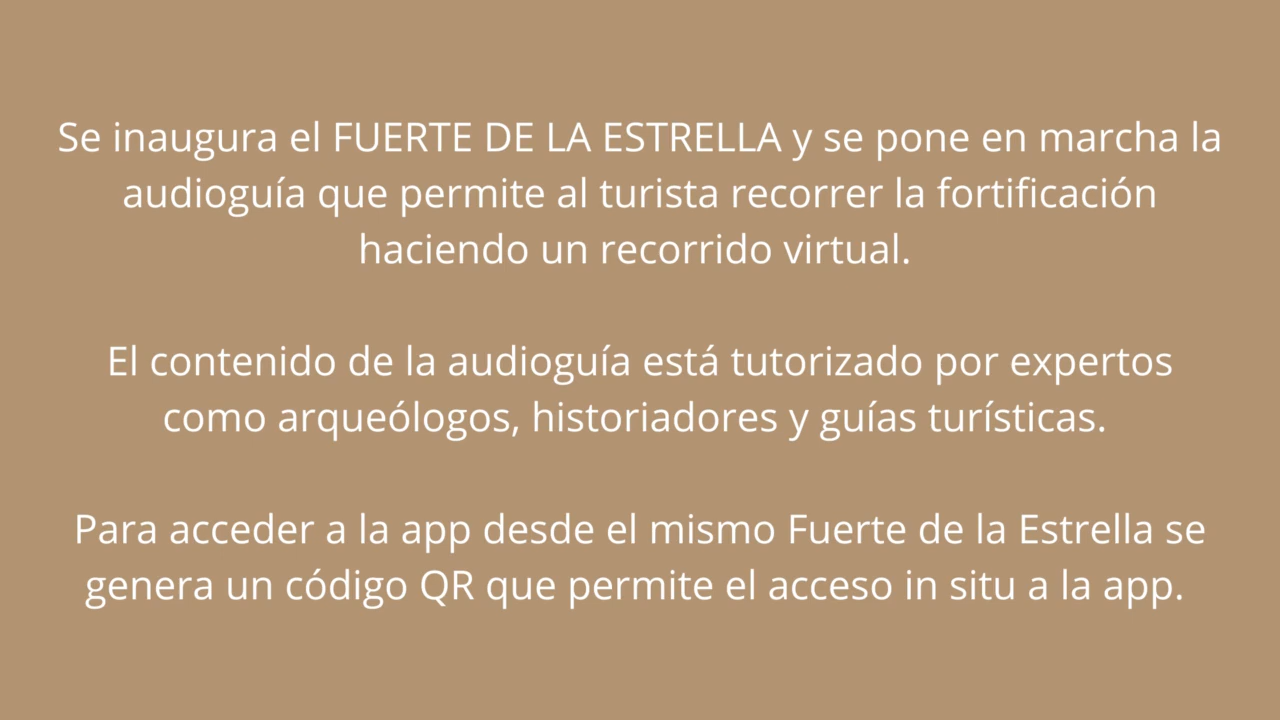 Se inaugura el FUERTE DE LA ESTRELLA y se pone en marcha la
audioguía que permite al turista recorrer la fortificación
haciendo un recorrido virtual.
El contenido de la audioguía está tutorizado por expertos
como arqueólogos, historiadores y guías turísticas.
Para acceder a la app desde el mismo Fuerte de la Estrella se
genera un código QR que permite el acceso in situ a la app.